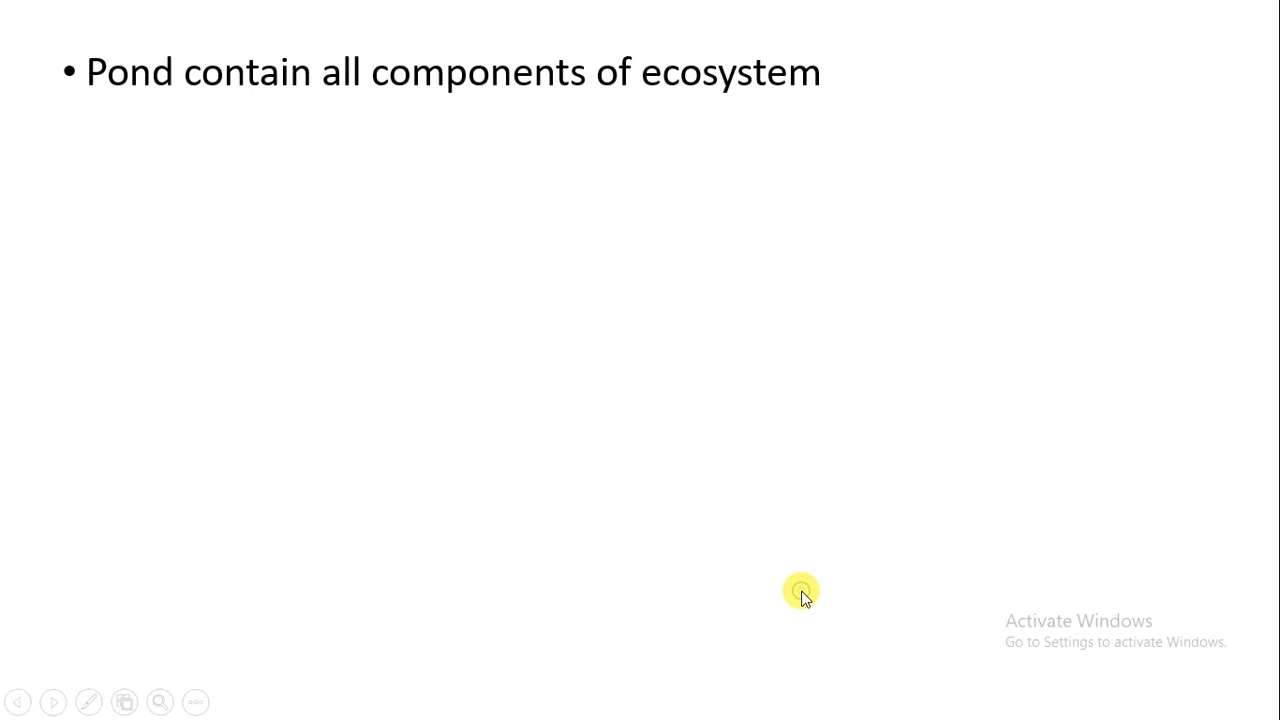 • Pond contain all components of ecosystem
Activate Windows
Go to Settings to activate Windows.